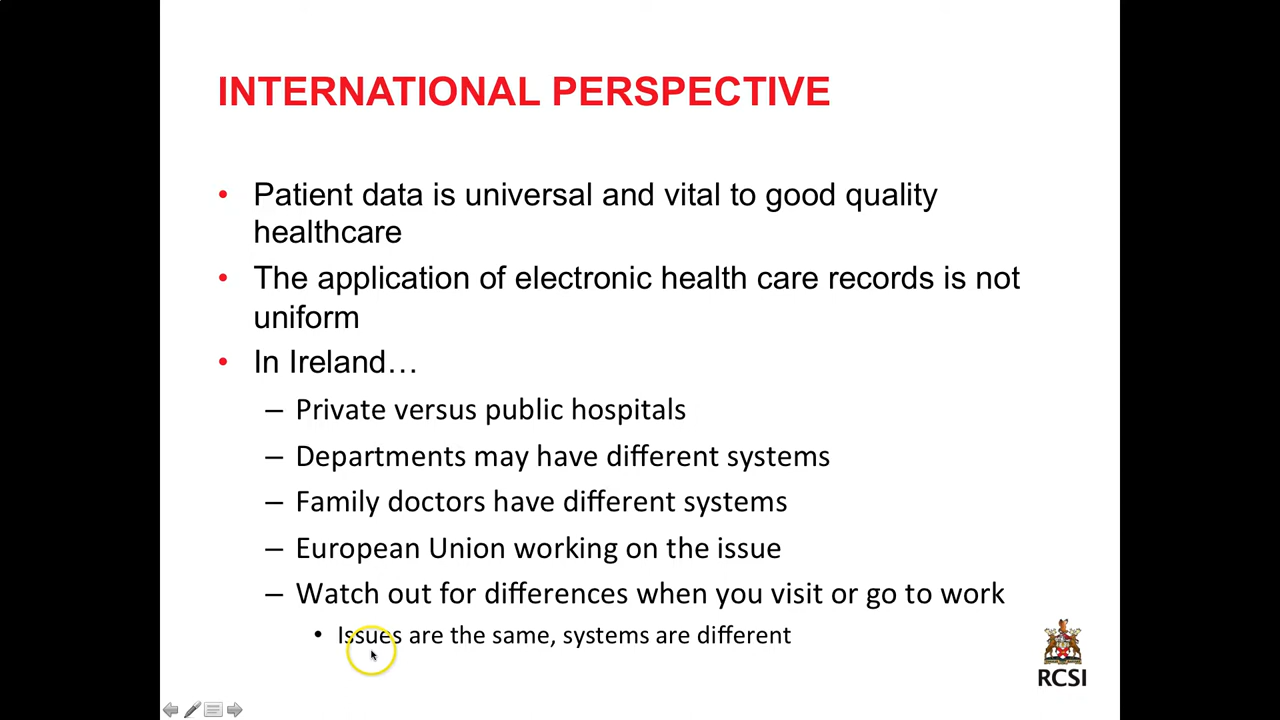 INTERNATIONAL PERSPECTIVE
• Patient data is universal and vital to good quality
healthcare
• The application of electronic health care records is not
uniform
• In Ireland…
– Private versus public hospitals
– Departments may have different systems
– Family doctors have different systems
– European Union working on the issue
– Watch out for differences when you visit or go to work
• Issues are the same, systems are different
RCSI